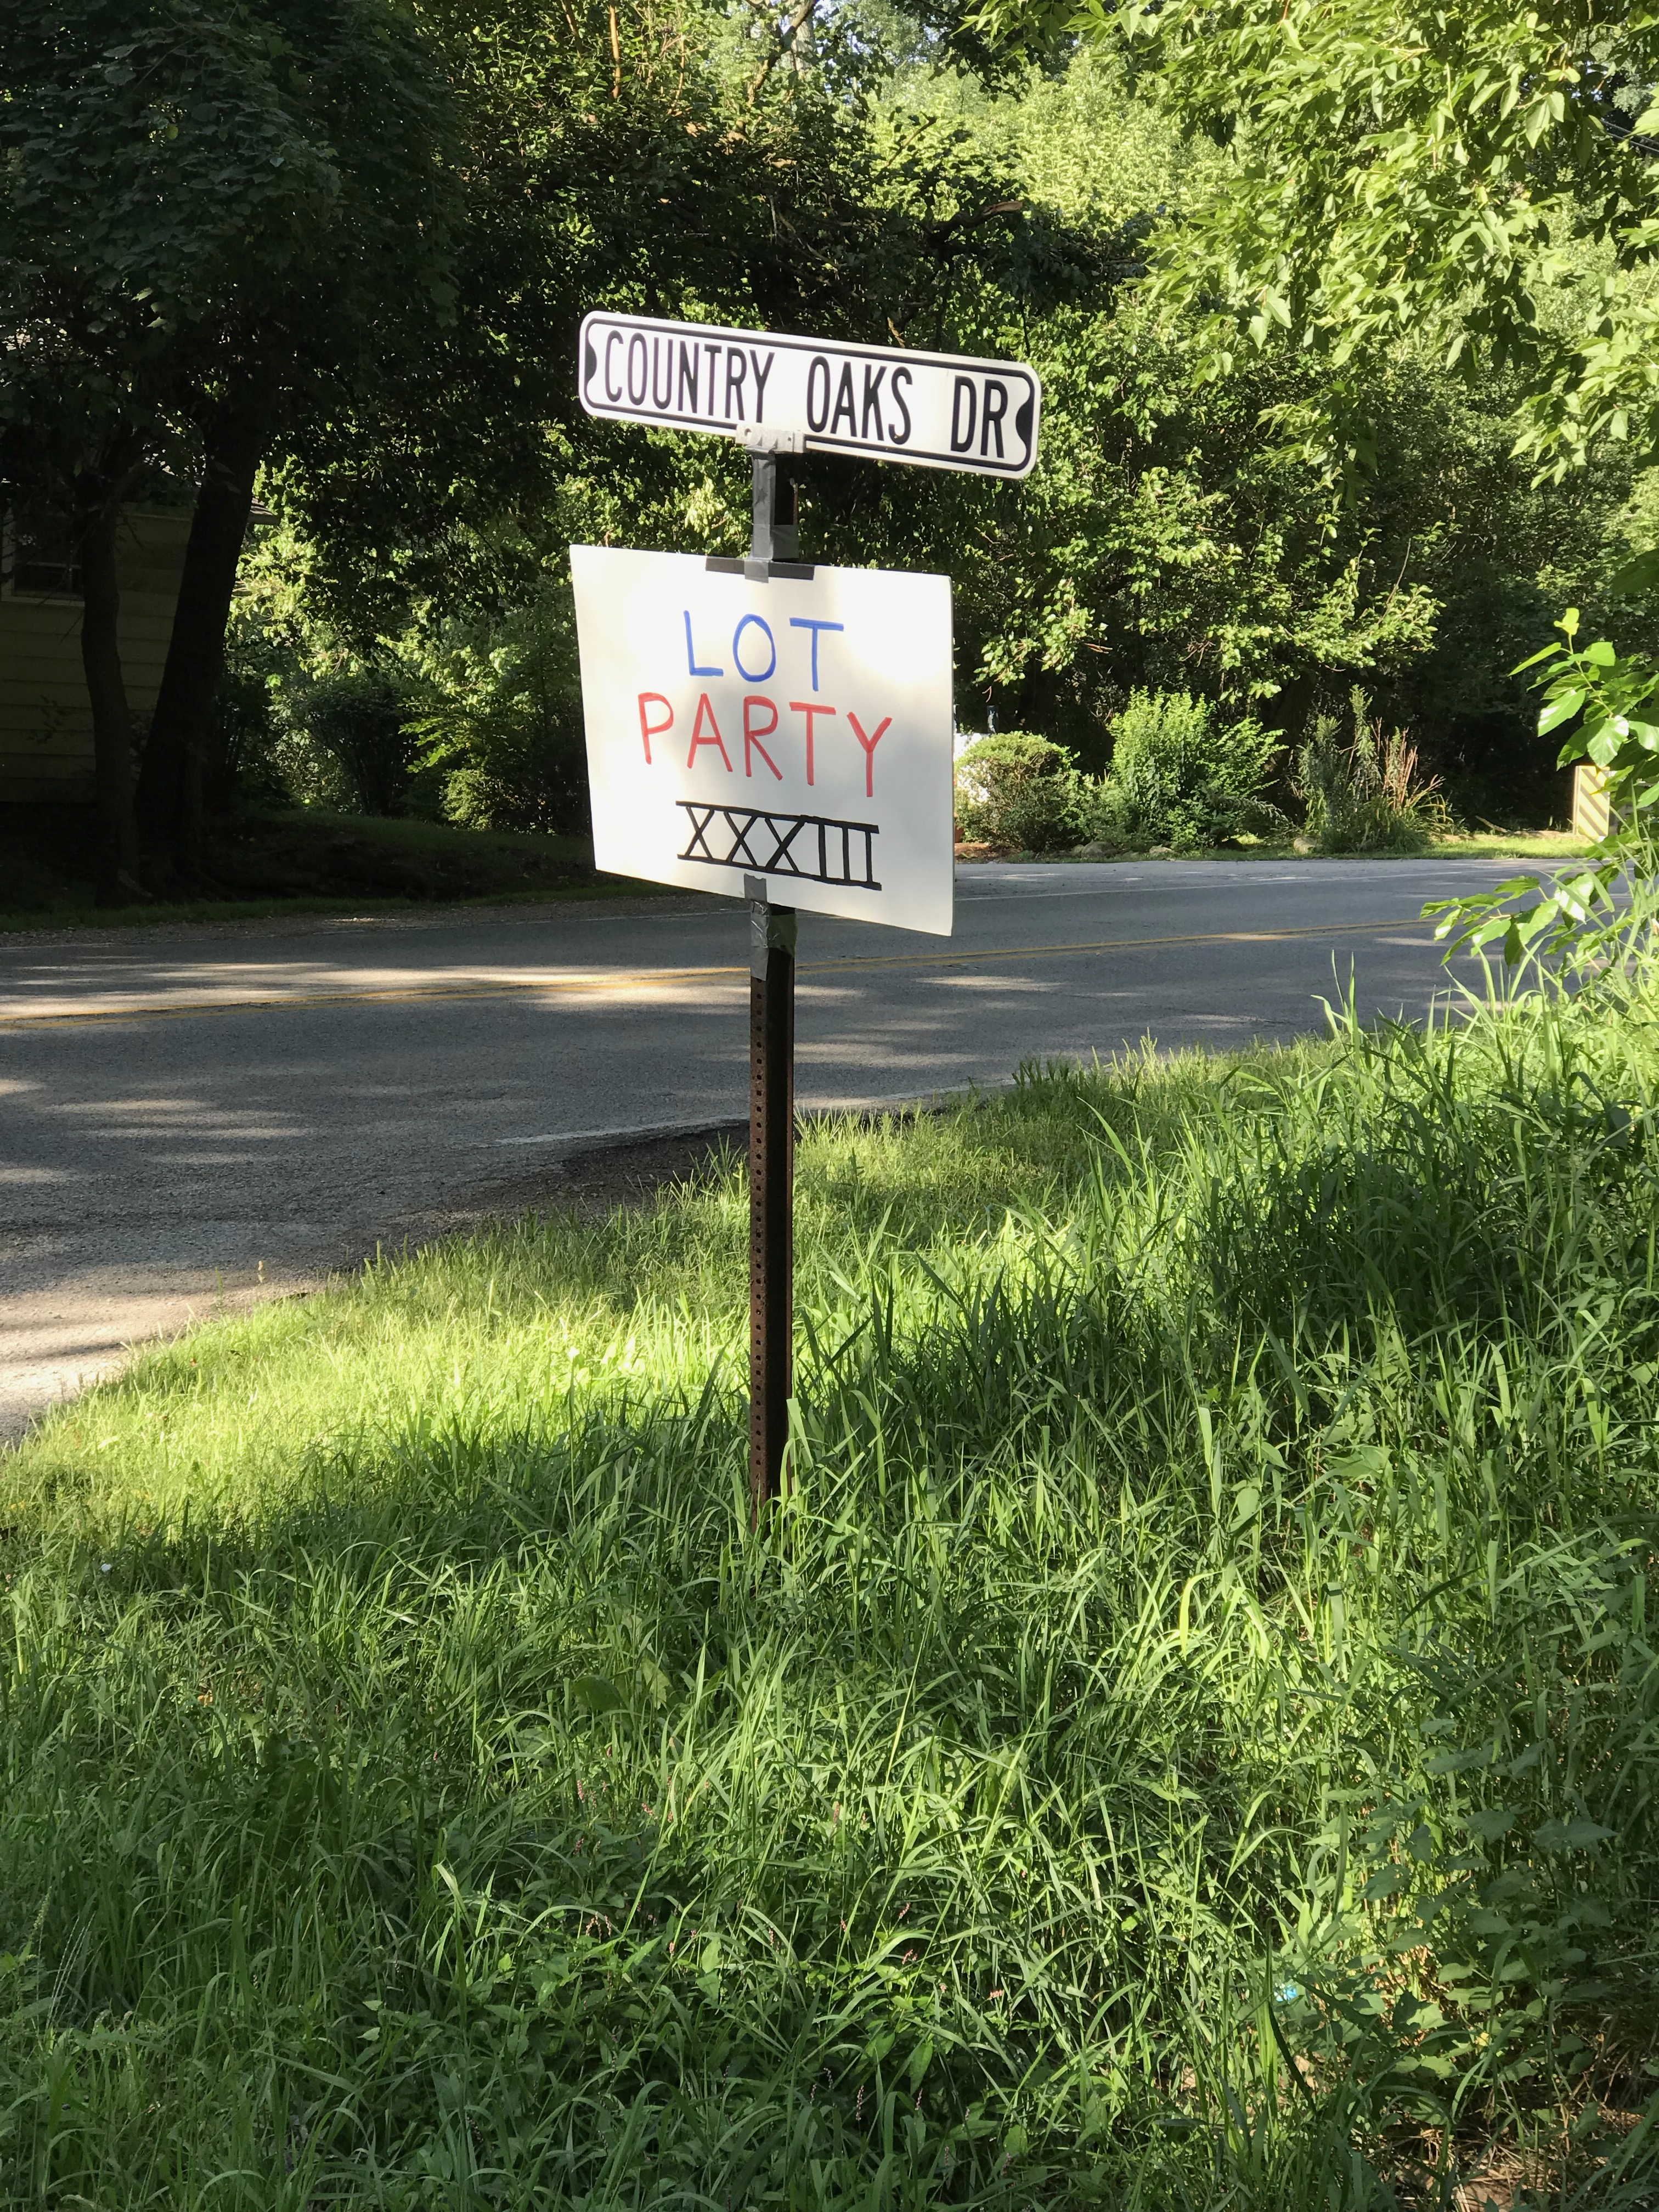 COUNTRY OAKS DR
LOT
PARTY
XXXIII